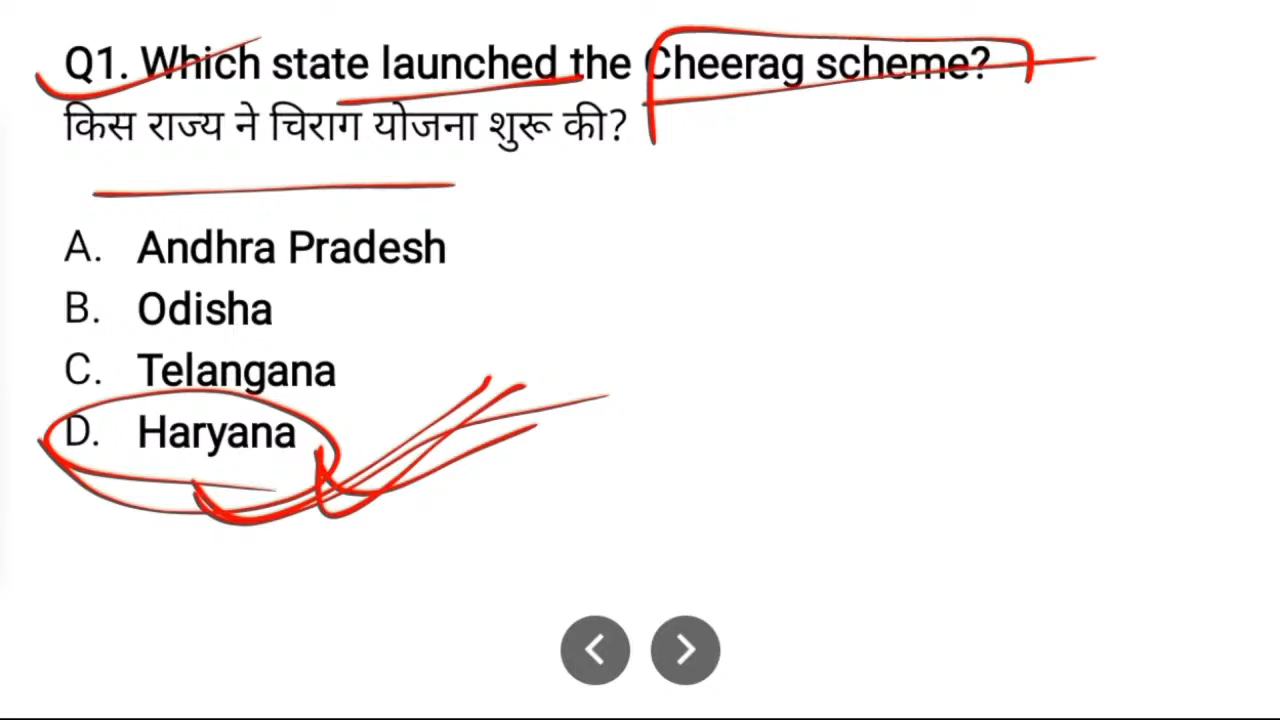 Q1. Which state launched the Cheerag scheme?
किस राज्य ने चिराग योजना शुरू की?
A. Andhra Pradesh
B. Odisha
C. Telangana
D. Haryana